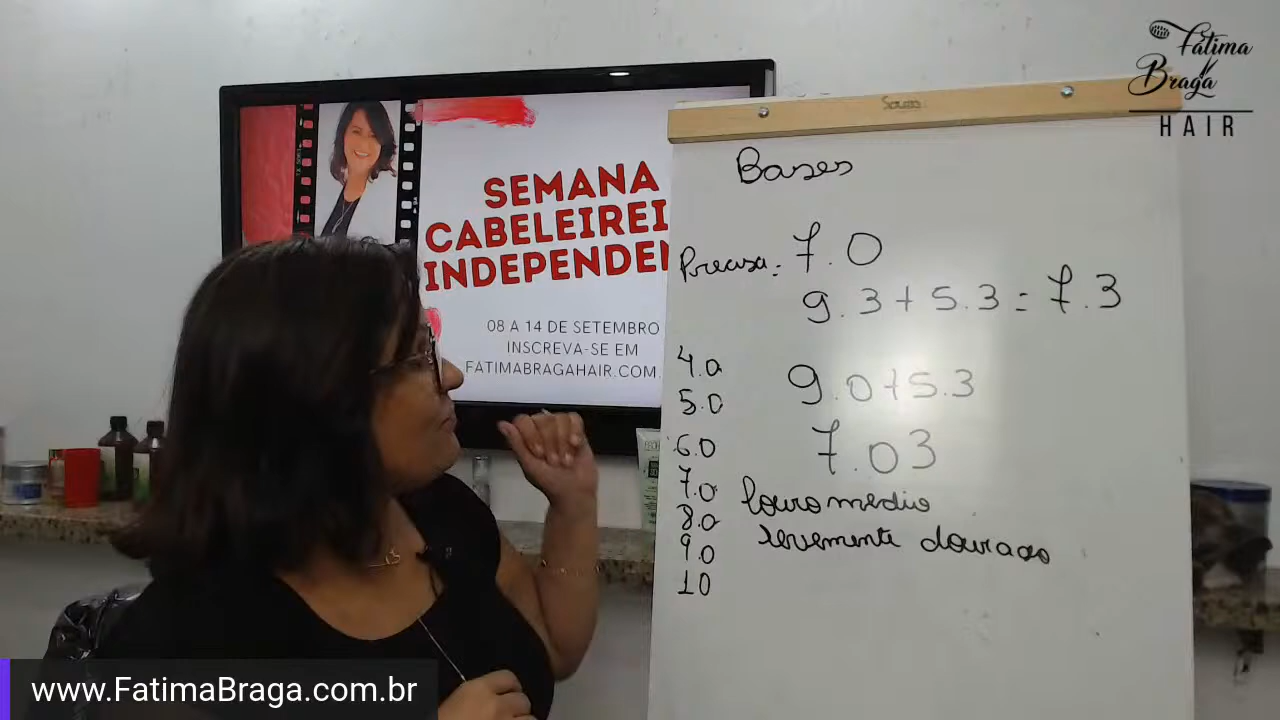 Fátima
Braga
HAIR
SEMANA
CABELEIREI
INDEPENDEN
08 A 14 DE SETEMBRO
INSCREVA-SE EM
FATIMABRAGAHAIR.COM.
Bases
Precisa: 7.0
9.3+5.3=7.3
9.0+5.3
7.03
louro médio
levemente dourado
4.0
5.0
6.0
7.0
8.0
9.0
10
www.FatimaBraga.com.br